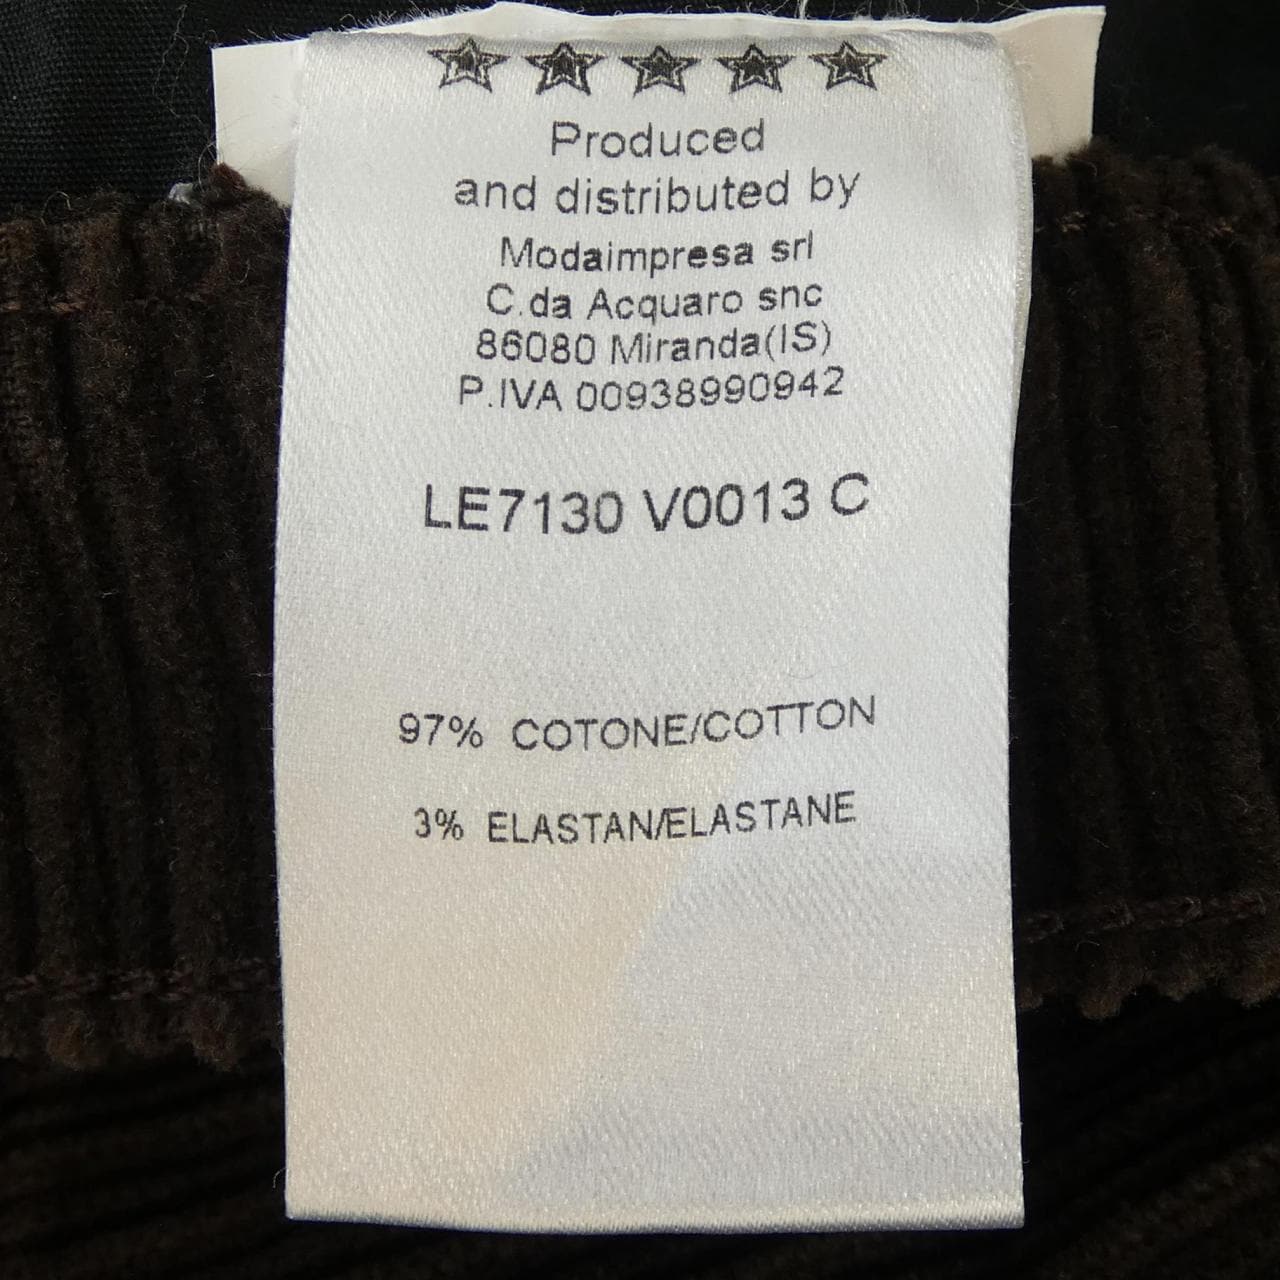 Produced
and distributed by
Modaimpresa srl
C.da Acquaro snc
86080 Miranda(IS)
P.IVA 00938990942
LE7130 V0013 C
97% COTONE/COTTON
3% ELASTAN/ELASTANE